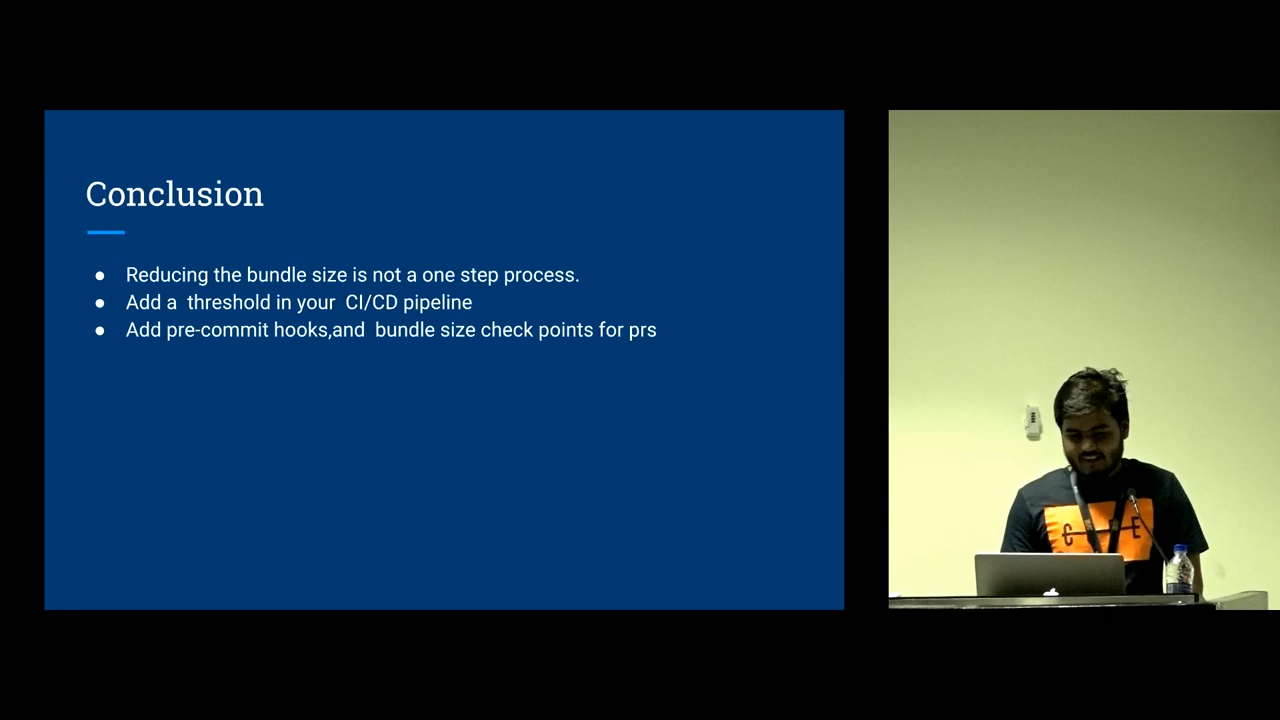 Conclusion
● Reducing the bundle size is not a one step process.
● Add a  threshold in your  CI/CD pipeline
● Add pre-commit hooks,and  bundle size check points for prs